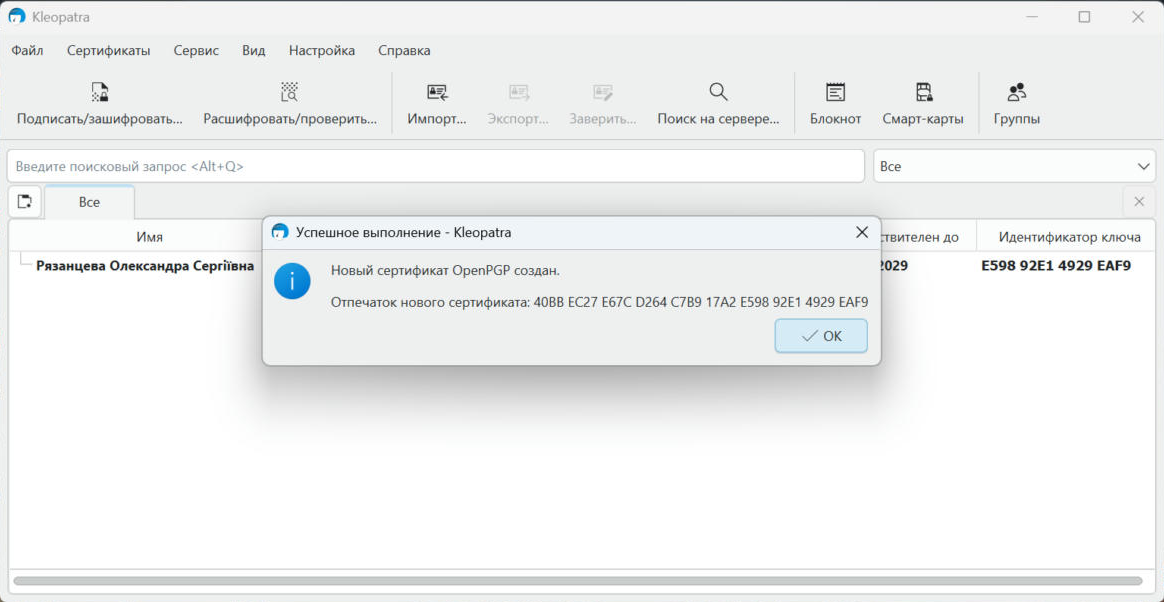 Kleopatra
Файл Сертификаты Сервис Вид Настройка Справка
Подписать/зашифровать... Расшифровать/проверить... Импорт... Экспорт... Заверить... Поиск на сервере... Блокнот Смарт-карты Группы
Введите поисковый запрос <Alt+Q> Все
Все
Имя ствителен до Идентификатор ключа
Рязанцева Олександра Сергіївна 2029 E598 92E1 4929 EAF9
Успешное выполнение - Kleopatra
Новый сертификат OpenPGP создан.
Отпечаток нового сертификата: 40BB EC27 E67C D264 C7B9 17A2 E598 92E1 4929 EAF9
OK